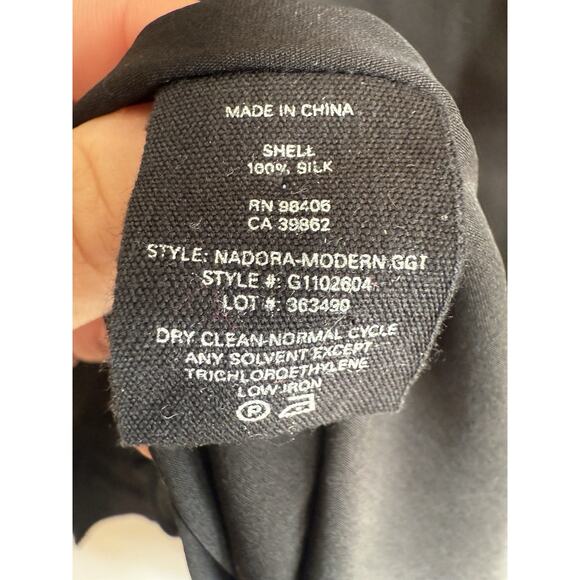 MADE IN CHINA
SHELL
100% SILK
RN 98406
CA 39862
STYLE: NADORA-MODERN GGT
STYLE #: G1102604
LOT #: 363490
DRY CLEAN-NORMAL CYCLE
ANY SOLVENT EXCEPT
TRICHLOROETHYLENE
LOW IRON